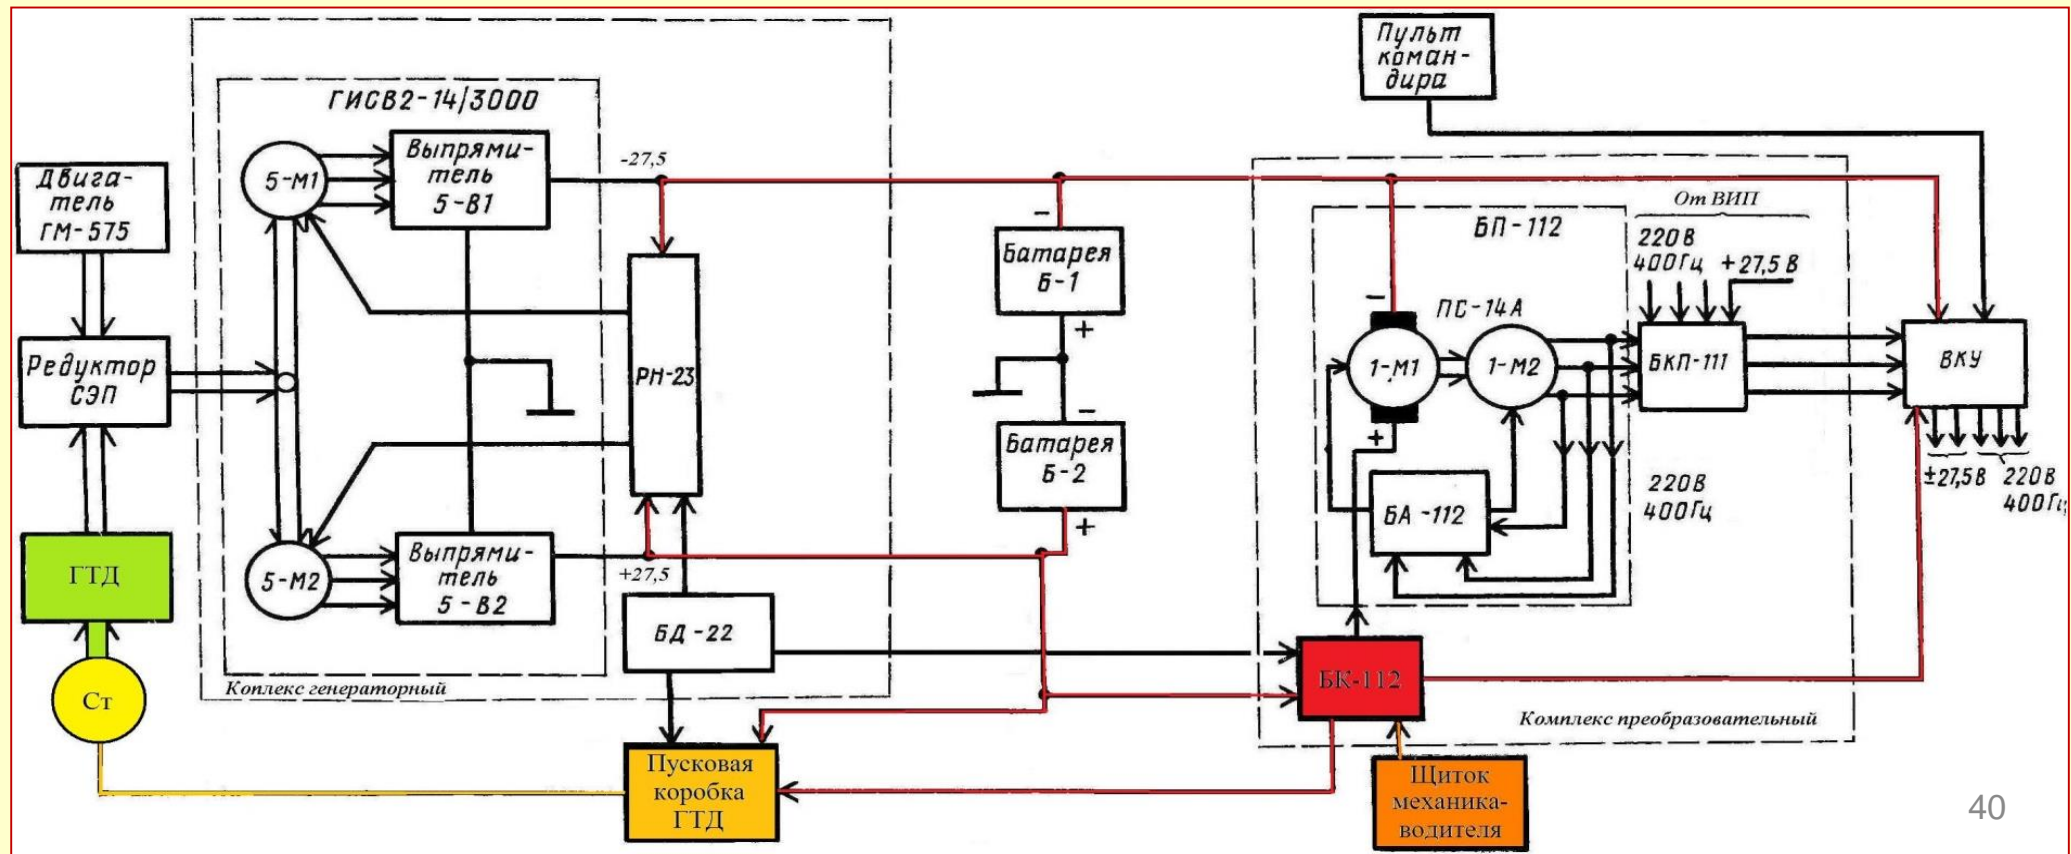 Пульт
коман-
дира
ГИСВ2-14/3000
Двига-
тель
ГМ-575
5-М1
Выпрями-
тель
5-В1
-27,5
Редуктор
СЭП
РН-23
Батарея
Б-1
-
+
Батарея
Б-2
-
+
ГТД
Ст
5-М2
Выпрями-
тель
5-В2
+27,5
БД-22
Коплекс генераторный
Пусковая
коробка
ГТД
БП-112
От ВИП
220В
400Гц
+27,5 В
ПС-14А
-
1-М1
+
1-М2
БКП-111
ВКУ
БА-112
220В
400Гц
±27,5В
220В
400Гц
БК-112
Комплекс преобразовательный
Щиток
механика-
водителя
40